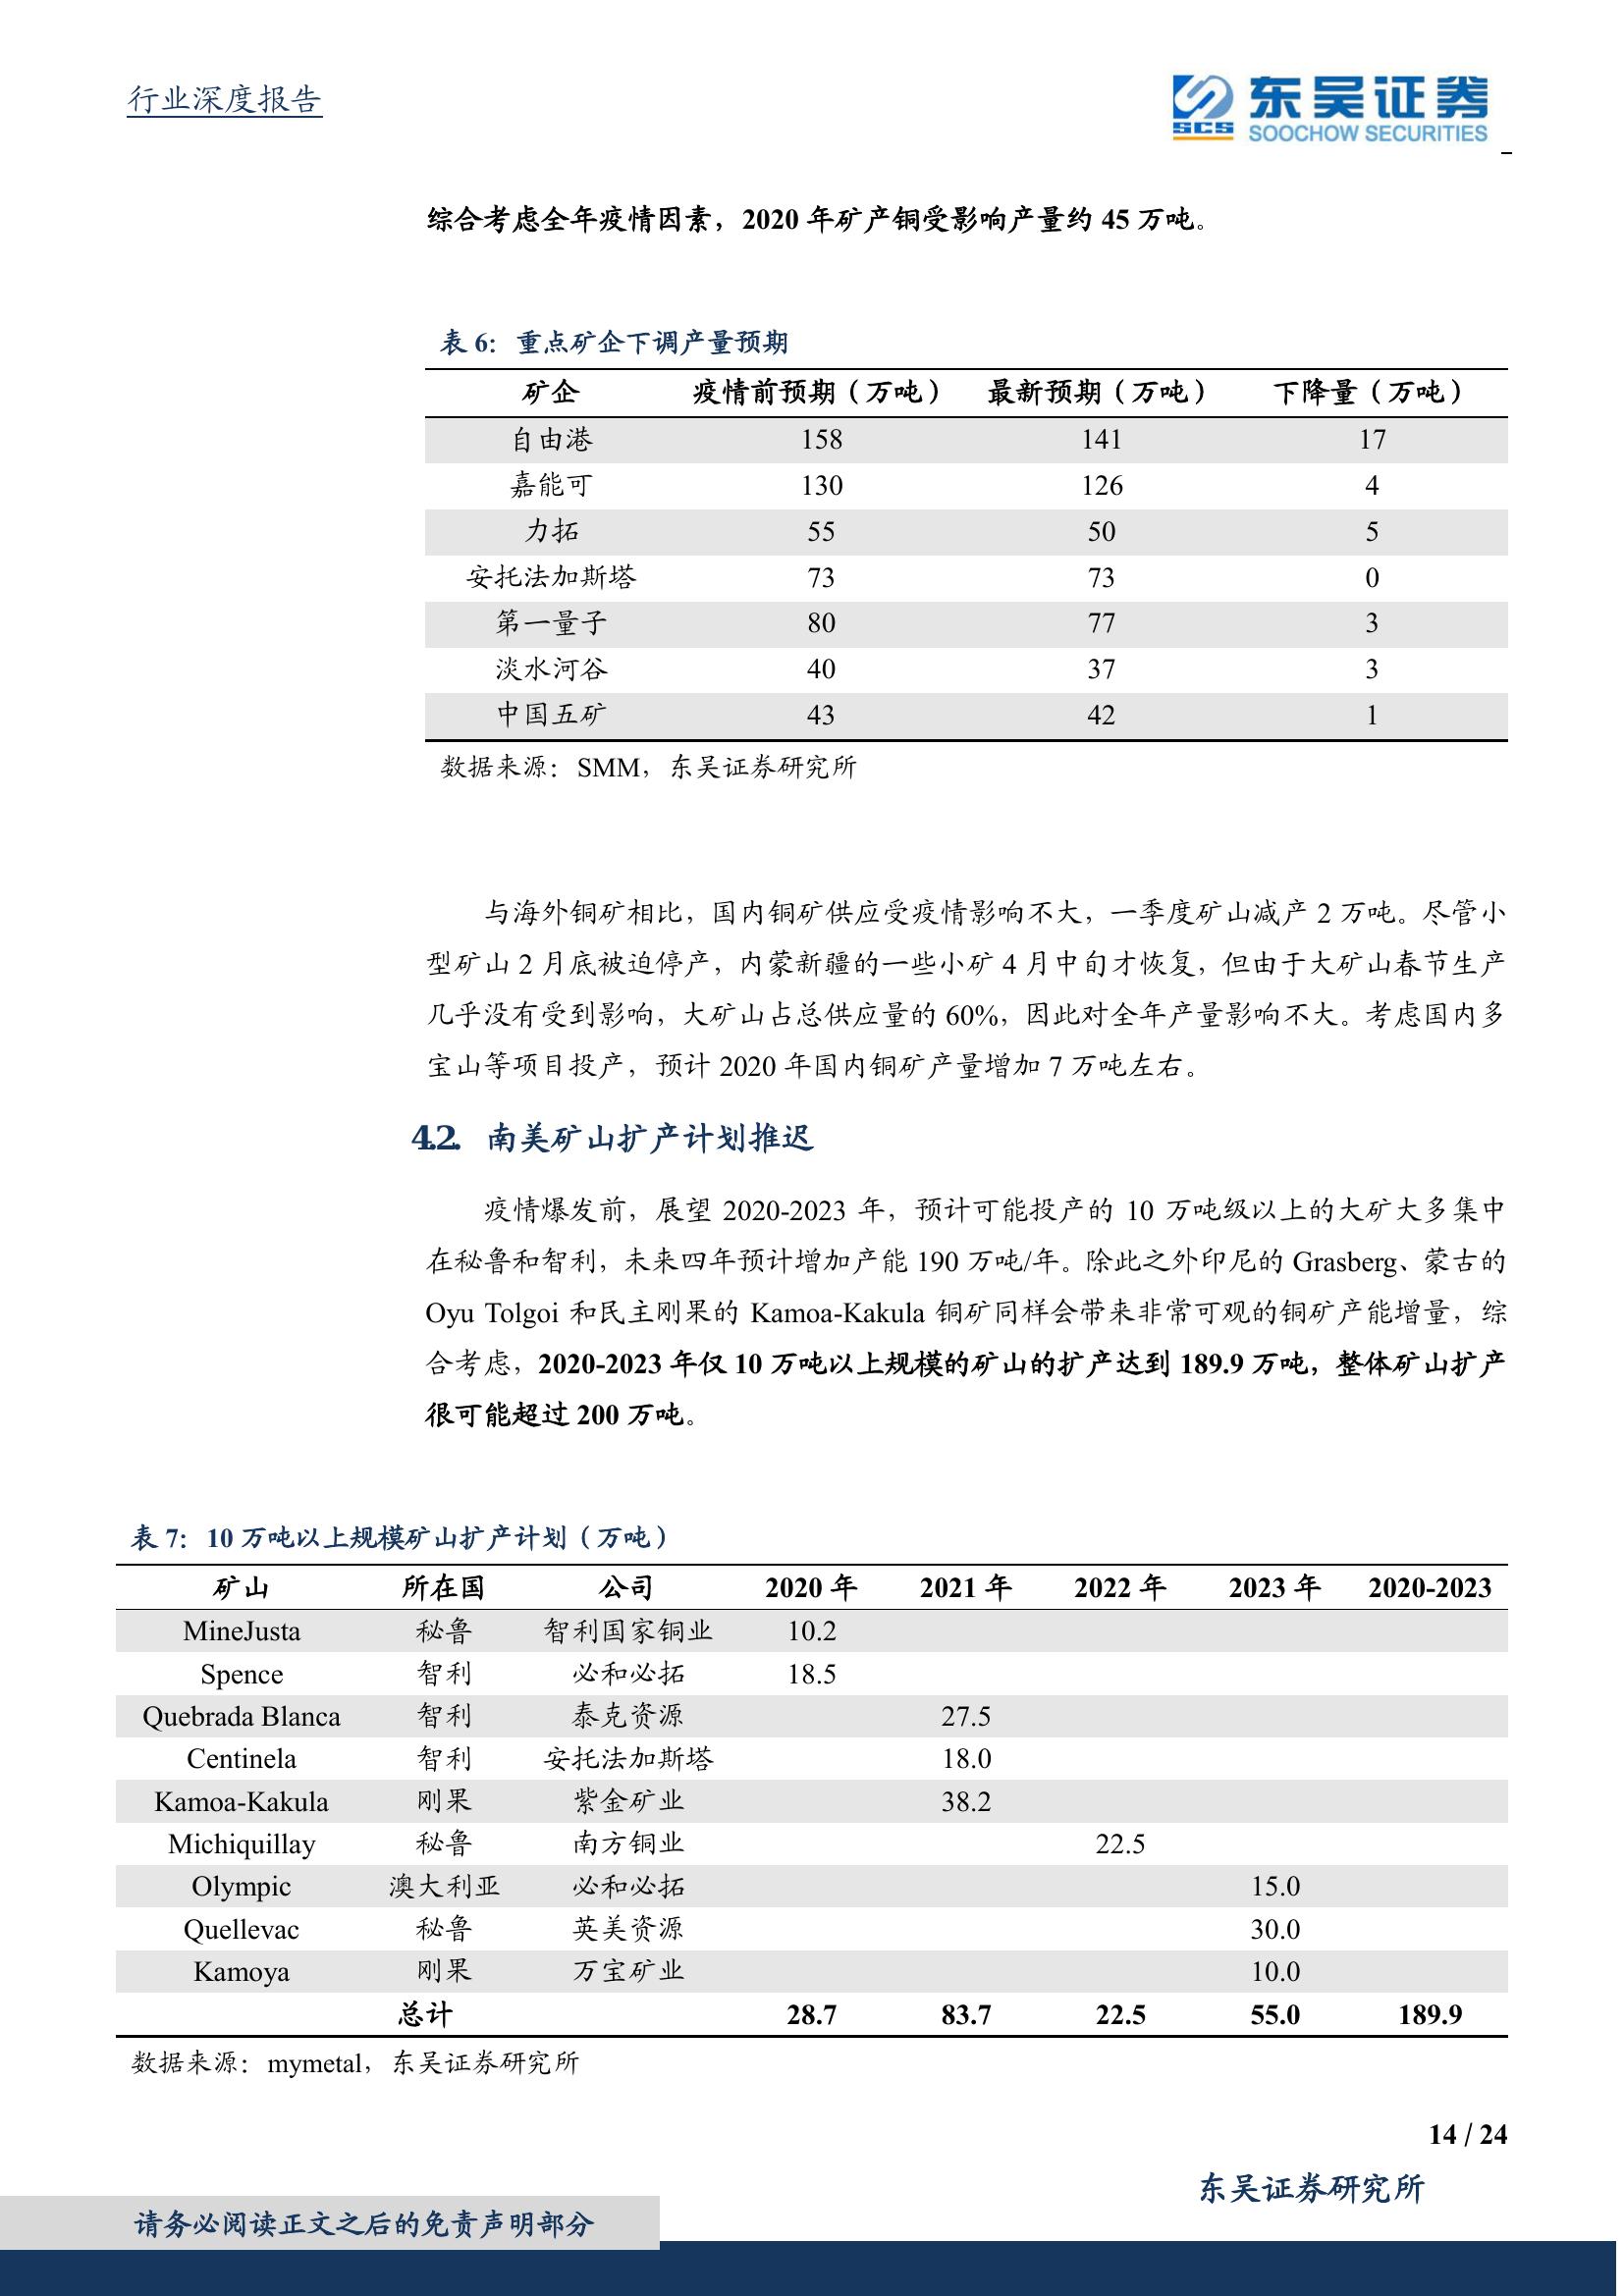 行业深度报告
SCS
东吴证券
SOOCHOW SECURITIES
综合考虑全年疫情因素，2020 年矿产铜受影响产量约 45 万吨。
表 6：重点矿企下调产量预期
矿企 疫情前预期（万吨） 最新预期（万吨） 下降量（万吨）
自由港 158 141 17
嘉能可 130 126 4
力拓 55 50 5
安托法加斯塔 73 73 0
第一量子 80 77 3
淡水河谷 40 37 3
中国五矿 43 42 1
数据来源：SMM，东吴证券研究所
与海外铜矿相比，国内铜矿供应受疫情影响不大，一季度矿山减产 2 万吨。尽管小
型矿山 2 月底被迫停产，内蒙新疆的一些小矿 4 月中旬才恢复，但由于大矿山春节生产
几乎没有受到影响，大矿山占总供应量的 60%，因此对全年产量影响不大。考虑国内多
宝山等项目投产，预计 2020 年国内铜矿产量增加 7 万吨左右。
4.2. 南美矿山扩产计划推迟
疫情爆发前，展望 2020-2023 年，预计可能投产的 10 万吨级以上的大矿大多集中
在秘鲁和智利，未来四年预计增加产能 190 万吨/年。除此之外印尼的 Grasberg、蒙古的
Oyu Tolgoi 和民主刚果的 Kamoa-Kakula 铜矿同样会带来非常可观的铜矿产能增量，综
合考虑，2020-2023 年仅 10 万吨以上规模的矿山的扩产达到 189.9 万吨，整体矿山扩产
很可能超过 200 万吨。
表 7：10 万吨以上规模矿山扩产计划（万吨）
矿山 所在国 公司 2020 年 2021 年 2022 年 2023 年 2020-2023
MineJusta 秘鲁 智利国家铜业 10.2
Spence 智利 必和必拓 18.5
Quebrada Blanca 智利 泰克资源 27.5
Centinela 智利 安托法加斯塔 18.0
Kamoa-Kakula 刚果 紫金矿业 38.2
Michiquillay 秘鲁 南方铜业 22.5
Olympic 澳大利亚 必和必拓 15.0
Quellevac 秘鲁 英美资源 30.0
Kamoya 刚果 万宝矿业 10.0
总计 28.7 83.7 22.5 55.0 189.9
数据来源：mymetal，东吴证券研究所
14 / 24
东吴证券研究所
请务必阅读正文之后的免责声明部分